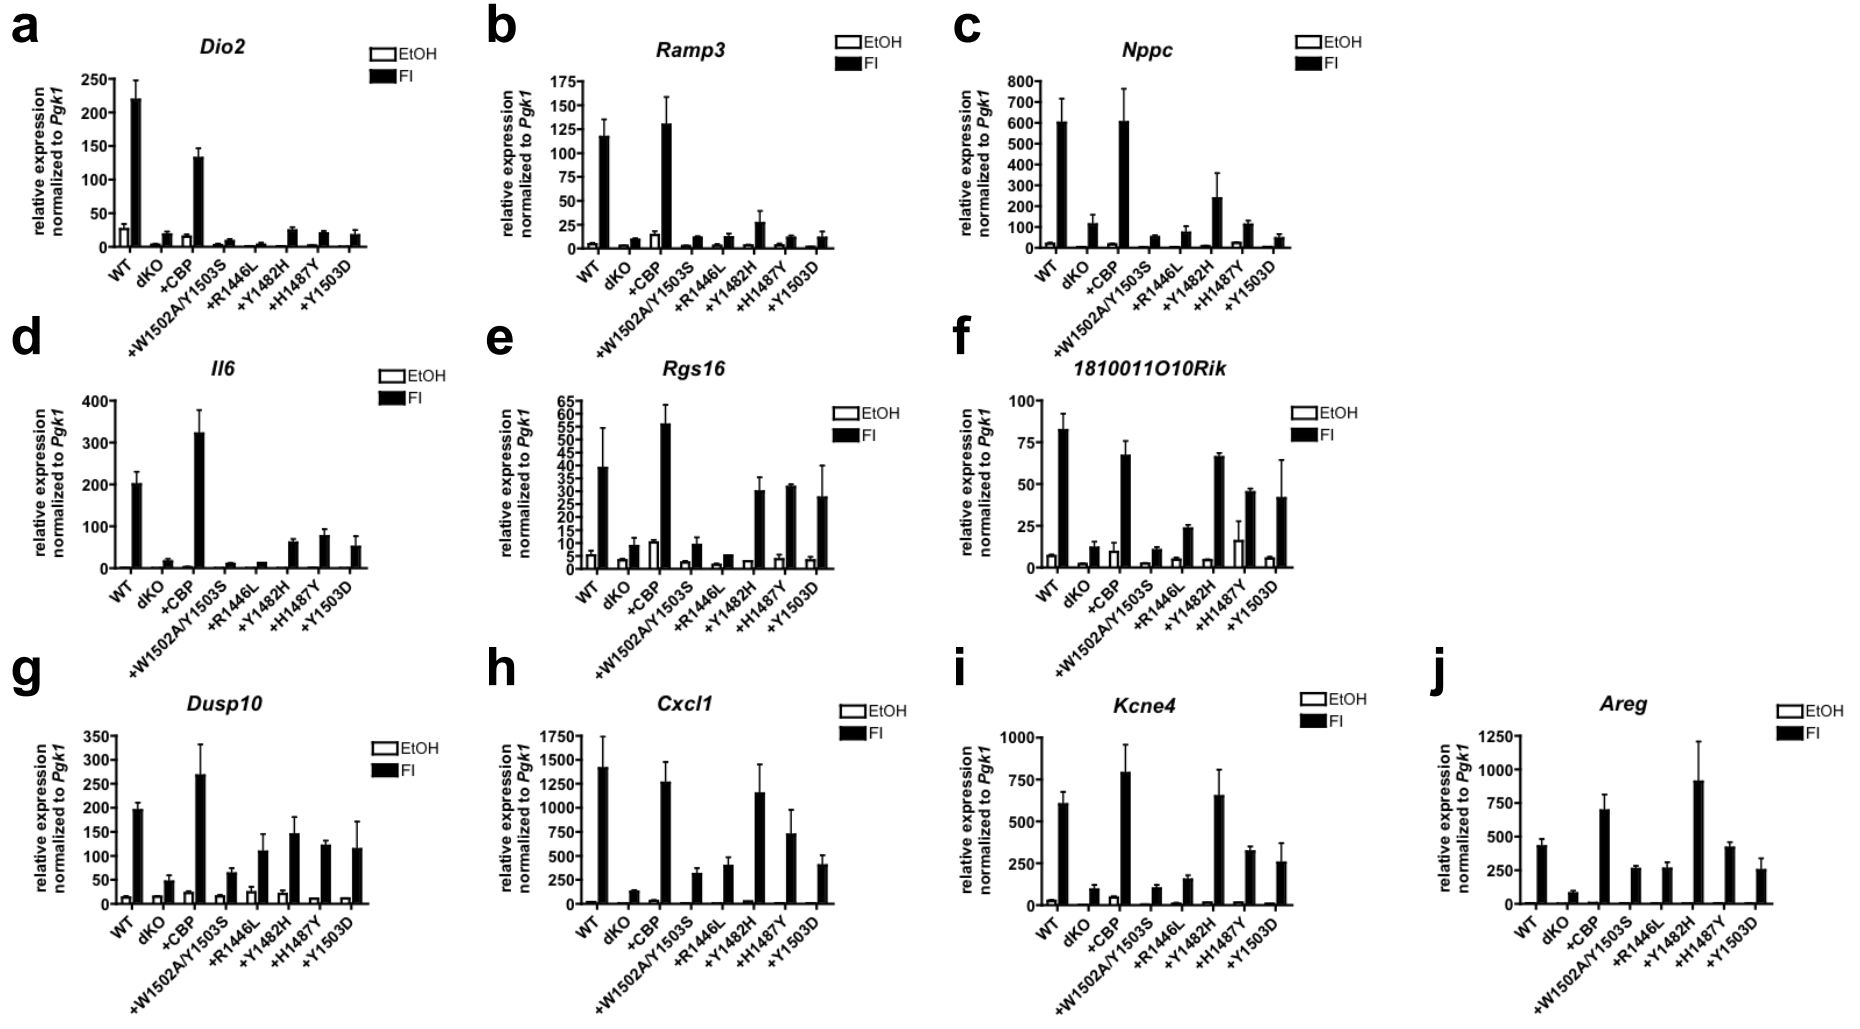 a
Dio2
EtOH
FI
relative expression
normalized to Pgk1
250
200
150
100
50
0
WT
dKO
+CBP
+W1502A/Y1503S
+R1446L
+Y1482H
+H1487Y
+Y1503D
b
Ramp3
EtOH
FI
relative expression
normalized to Pgk1
175
150
125
100
75
50
25
0
WT
dKO
+CBP
+W1502A/Y1503S
+R1446L
+Y1482H
+H1487Y
+Y1503D
c
Nppc
EtOH
FI
relative expression
normalized to Pgk1
800
700
600
500
400
300
200
100
0
WT
dKO
+CBP
+W1502A/Y1503S
+R1446L
+Y1482H
+H1487Y
+Y1503D
d
Il6
EtOH
FI
relative expression
normalized to Pgk1
400
300
200
100
0
WT
dKO
+CBP
+W1502A/Y1503S
+R1446L
+Y1482H
+H1487Y
+Y1503D
e
Rgs16
EtOH
FI
relative expression
normalized to Pgk1
65
60
55
50
45
40
35
30
25
20
15
10
5
0
WT
dKO
+CBP
+W1502A/Y1503S
+R1446L
+Y1482H
+H1487Y
+Y1503D
f
1810011O10Rik
EtOH
FI
relative expression
normalized to Pgk1
100
75
50
25
0
WT
dKO
+CBP
+W1502A/Y1503S
+R1446L
+Y1482H
+H1487Y
+Y1503D
g
Dusp10
EtOH
FI
relative expression
normalized to Pgk1
350
300
250
200
150
100
50
0
WT
dKO
+CBP
+W1502A/Y1503S
+R1446L
+Y1482H
+H1487Y
+Y1503D
h
Cxcl1
EtOH
FI
relative expression
normalized to Pgk1
1750
1500
1250
1000
750
500
250
0
WT
dKO
+CBP
+W1502A/Y1503S
+R1446L
+Y1482H
+H1487Y
+Y1503D
i
Kcne4
EtOH
FI
relative expression
normalized to Pgk1
1000
750
500
250
0
WT
dKO
+CBP
+W1502A/Y1503S
+R1446L
+Y1482H
+H1487Y
+Y1503D
j
Areg
EtOH
FI
relative expression
normalized to Pgk1
1250
1000
750
500
250
0
WT
dKO
+CBP
+W1502A/Y1503S
+R1446L
+Y1482H
+H1487Y
+Y1503D